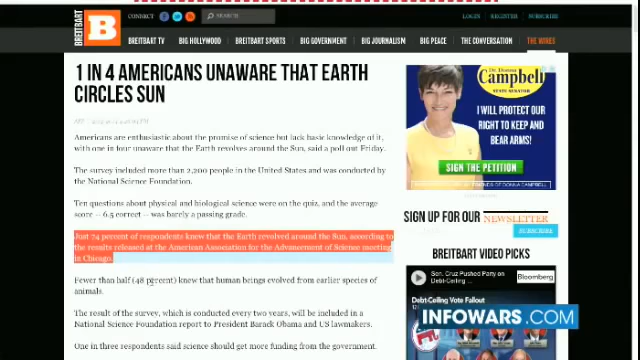 BREITBART
B
CONNECT
SEARCH
LOGIN REGISTER SUBSCRIBE
BREITBART TV BIG HOLLYWOOD BREITBART SPORTS BIG GOVERNMENT BIG JOURNALISM BIG PEACE THE CONVERSATION THE WIRES
1 IN 4 AMERICANS UNAWARE THAT EARTH
CIRCLES SUN
Americans are enthusiastic about the promise of science but lack basic knowledge of it,
with one in four unaware that the Earth revolves around the Sun, said a poll out Friday.
The survey included more than 2,200 people in the United States and was conducted by
the National Science Foundation.
Ten questions about physical and biological science were on the quiz, and the average
score -- 6.5 correct -- was barely a passing grade.
Just 74 percent of respondents knew that the Earth revolved around the Sun, according to
the results released at the American Association for the Advancement of Science meeting
in Chicago.
Fewer than half (48 percent) knew that human beings evolved from earlier species of
animals.
The result of the survey, which is conducted every two years, will be included in a
National Science Foundation report to President Barack Obama and US lawmakers.
One in three respondents said science should get more funding from the government.
Dr. Donna
Campbell
STATE SENATOR
I WILL PROTECT
OUR RIGHT TO
KEEP AND
BEAR ARMS!
SIGN THE PETITION
FRIENDS OF DONNA CAMPBELL
SIGN UP FOR OUR NEWSLETTER
SUBSCRIBE
BREITBART VIDEO PICKS
Sen. Cruz Pushed Party on
Debt-Ceiling ...
Bloomberg
Debt-Ceiling Vote Fallout
INFOWARS.COM